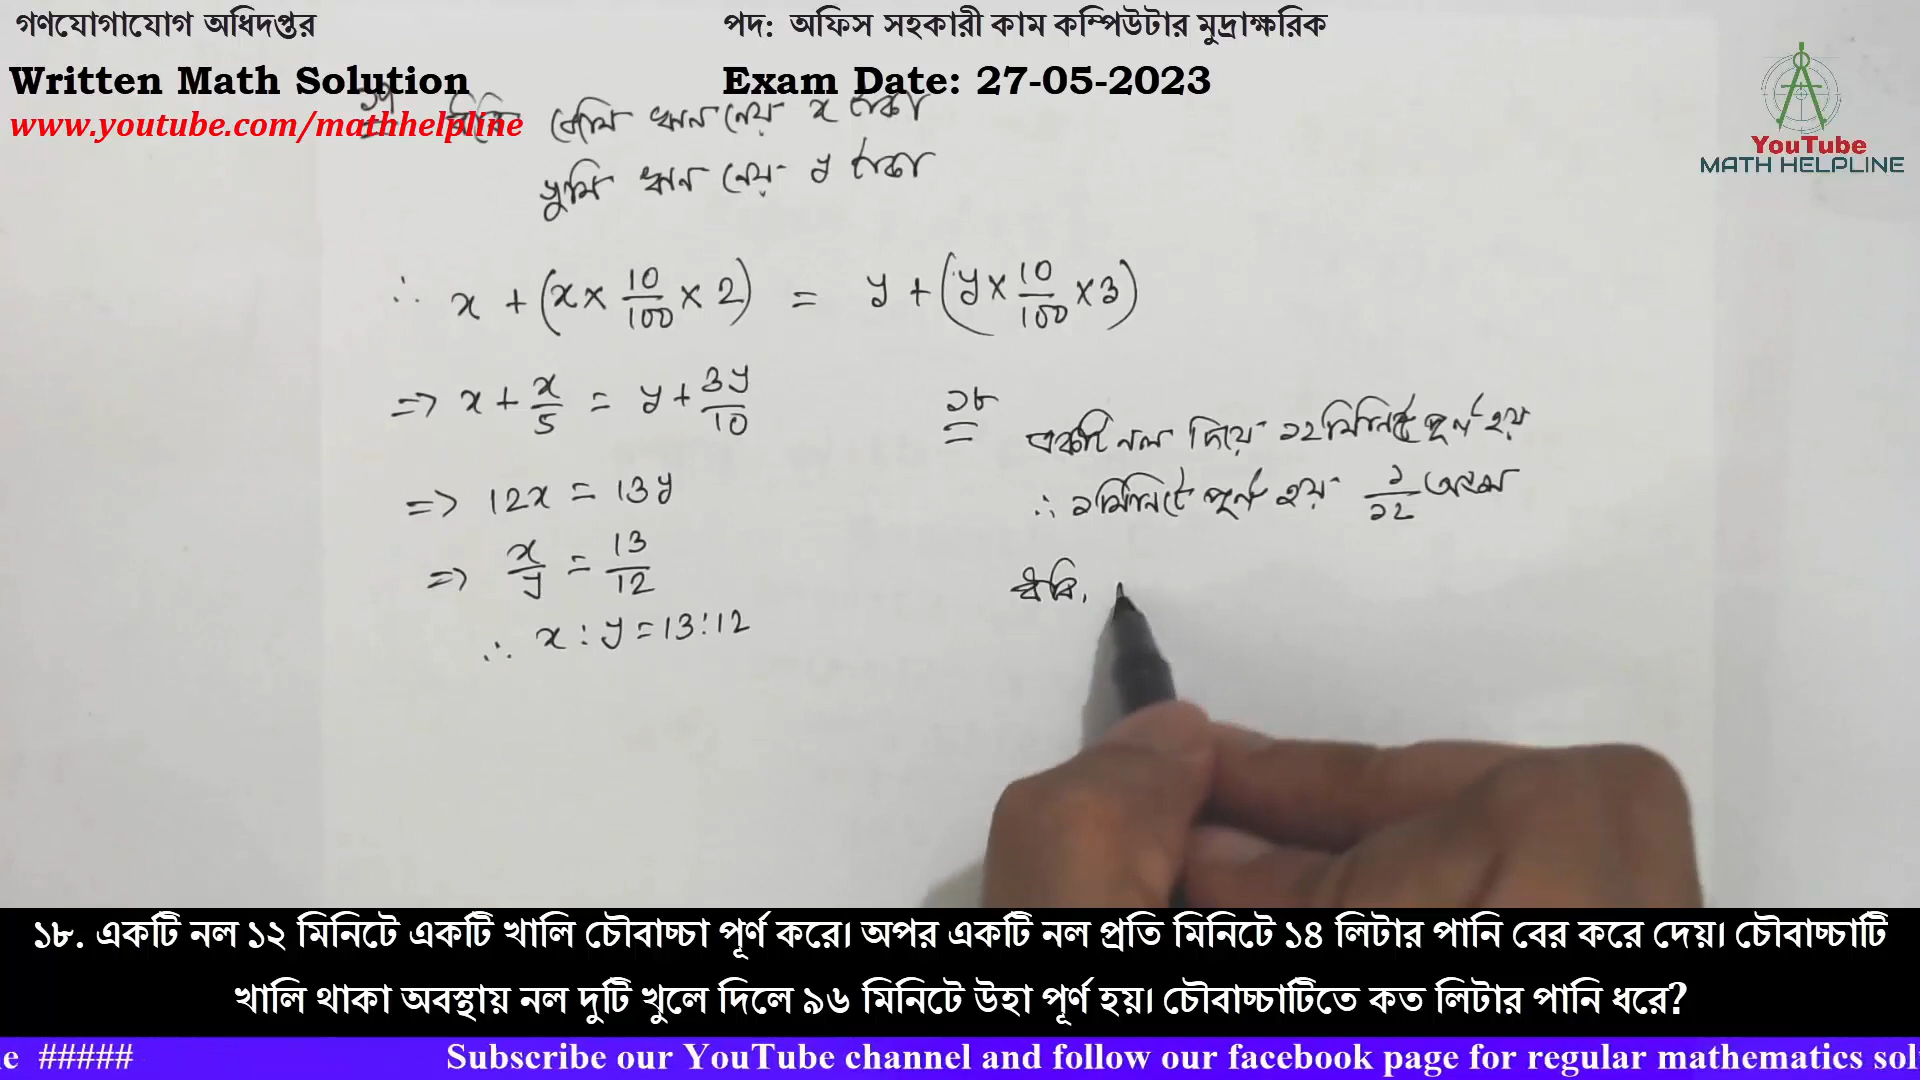 গণযোগাযোগ অধিদপ্তর
পদ: অফিস সহকারী কাম কম্পিউটার মুদ্রাক্ষরিক
Written Math Solution
Exam Date: 27-05-2023
www.youtube.com/mathhelpline
YouTube
MATH HELPLINE
১৭ ধরি রোমি ঋন নেয় x টাকা
সুমি ঋন নেয় y টাকা
∴ x + (x × 10/100 × 2) = y + (y × 10/100 × 3)
=> x + x/5 = y + 3y/10
=> 12x = 13y
=> x/y = 13/12
∴ x : y = 13:12
১৮
একটি নল দিয়ে ১২ মিনিটে পূর্ন হয়
∴ ১ মিনিটে পূর্ন হয় ১/১২ অংশ
ধরি,
১৮. একটি নল ১২ মিনিটে একটি খালি চৌবাচ্চা পূর্ণ করে। অপর একটি নল প্রতি মিনিটে ১৪ লিটার পানি বের করে দেয়। চৌবাচ্চাটি
খালি থাকা অবস্থায় নল দুটি খুলে দিলে ৯৬ মিনিটে উহা পূর্ণ হয়। চৌবাচ্চাটিতে কত লিটার পানি ধরে?
##### Subscribe our YouTube channel and follow our facebook page for regular mathematics